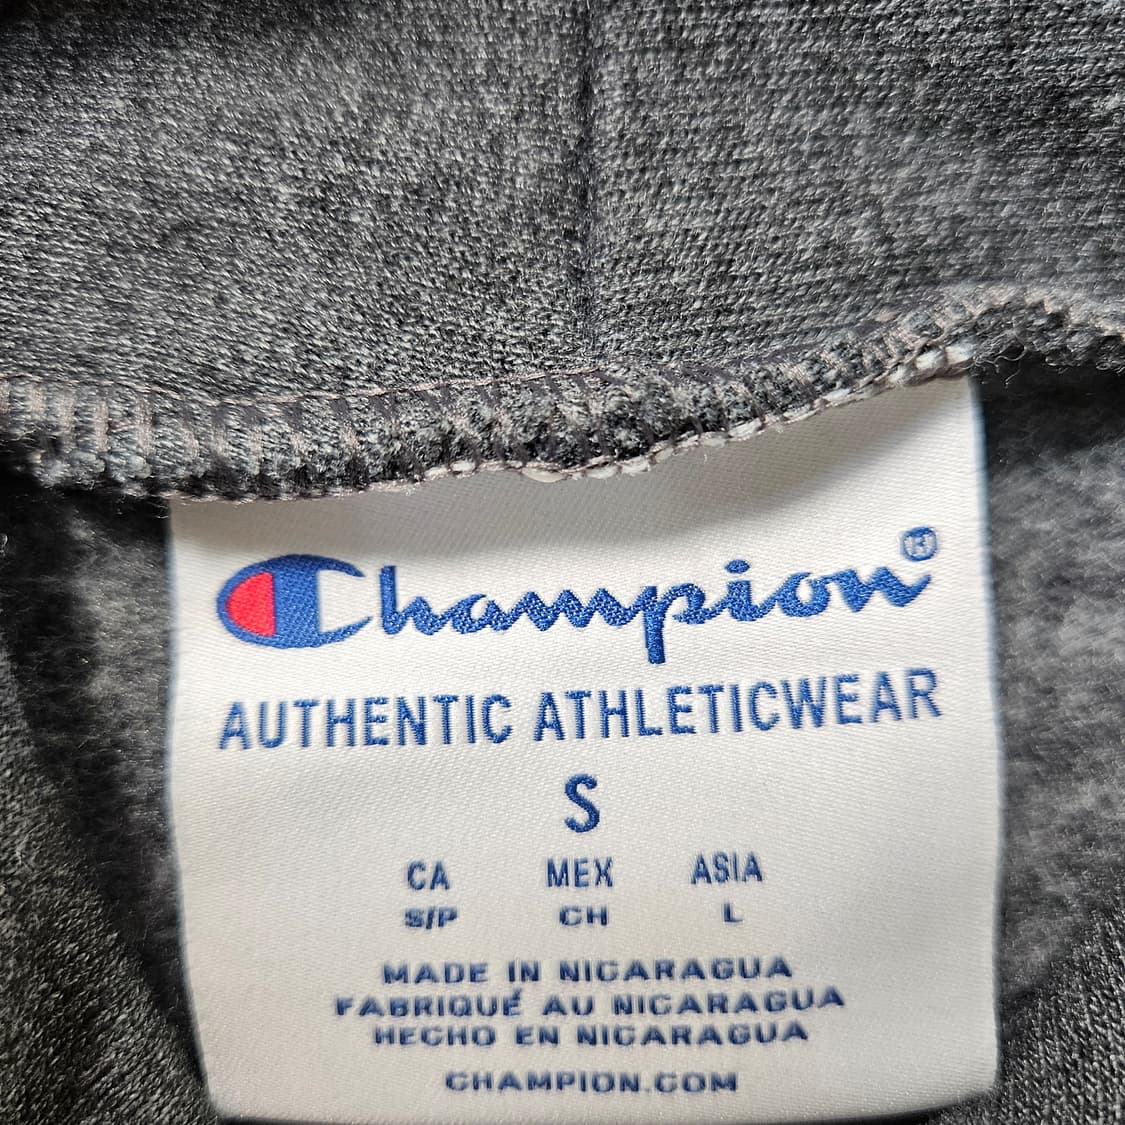 Champion®
AUTHENTIC ATHLETICWEAR
S
CA MEX ASIA
S/P CH L
MADE IN NICARAGUA
FABRIQUÉ AU NICARAGUA
HECHO EN NICARAGUA
CHAMPION.COM